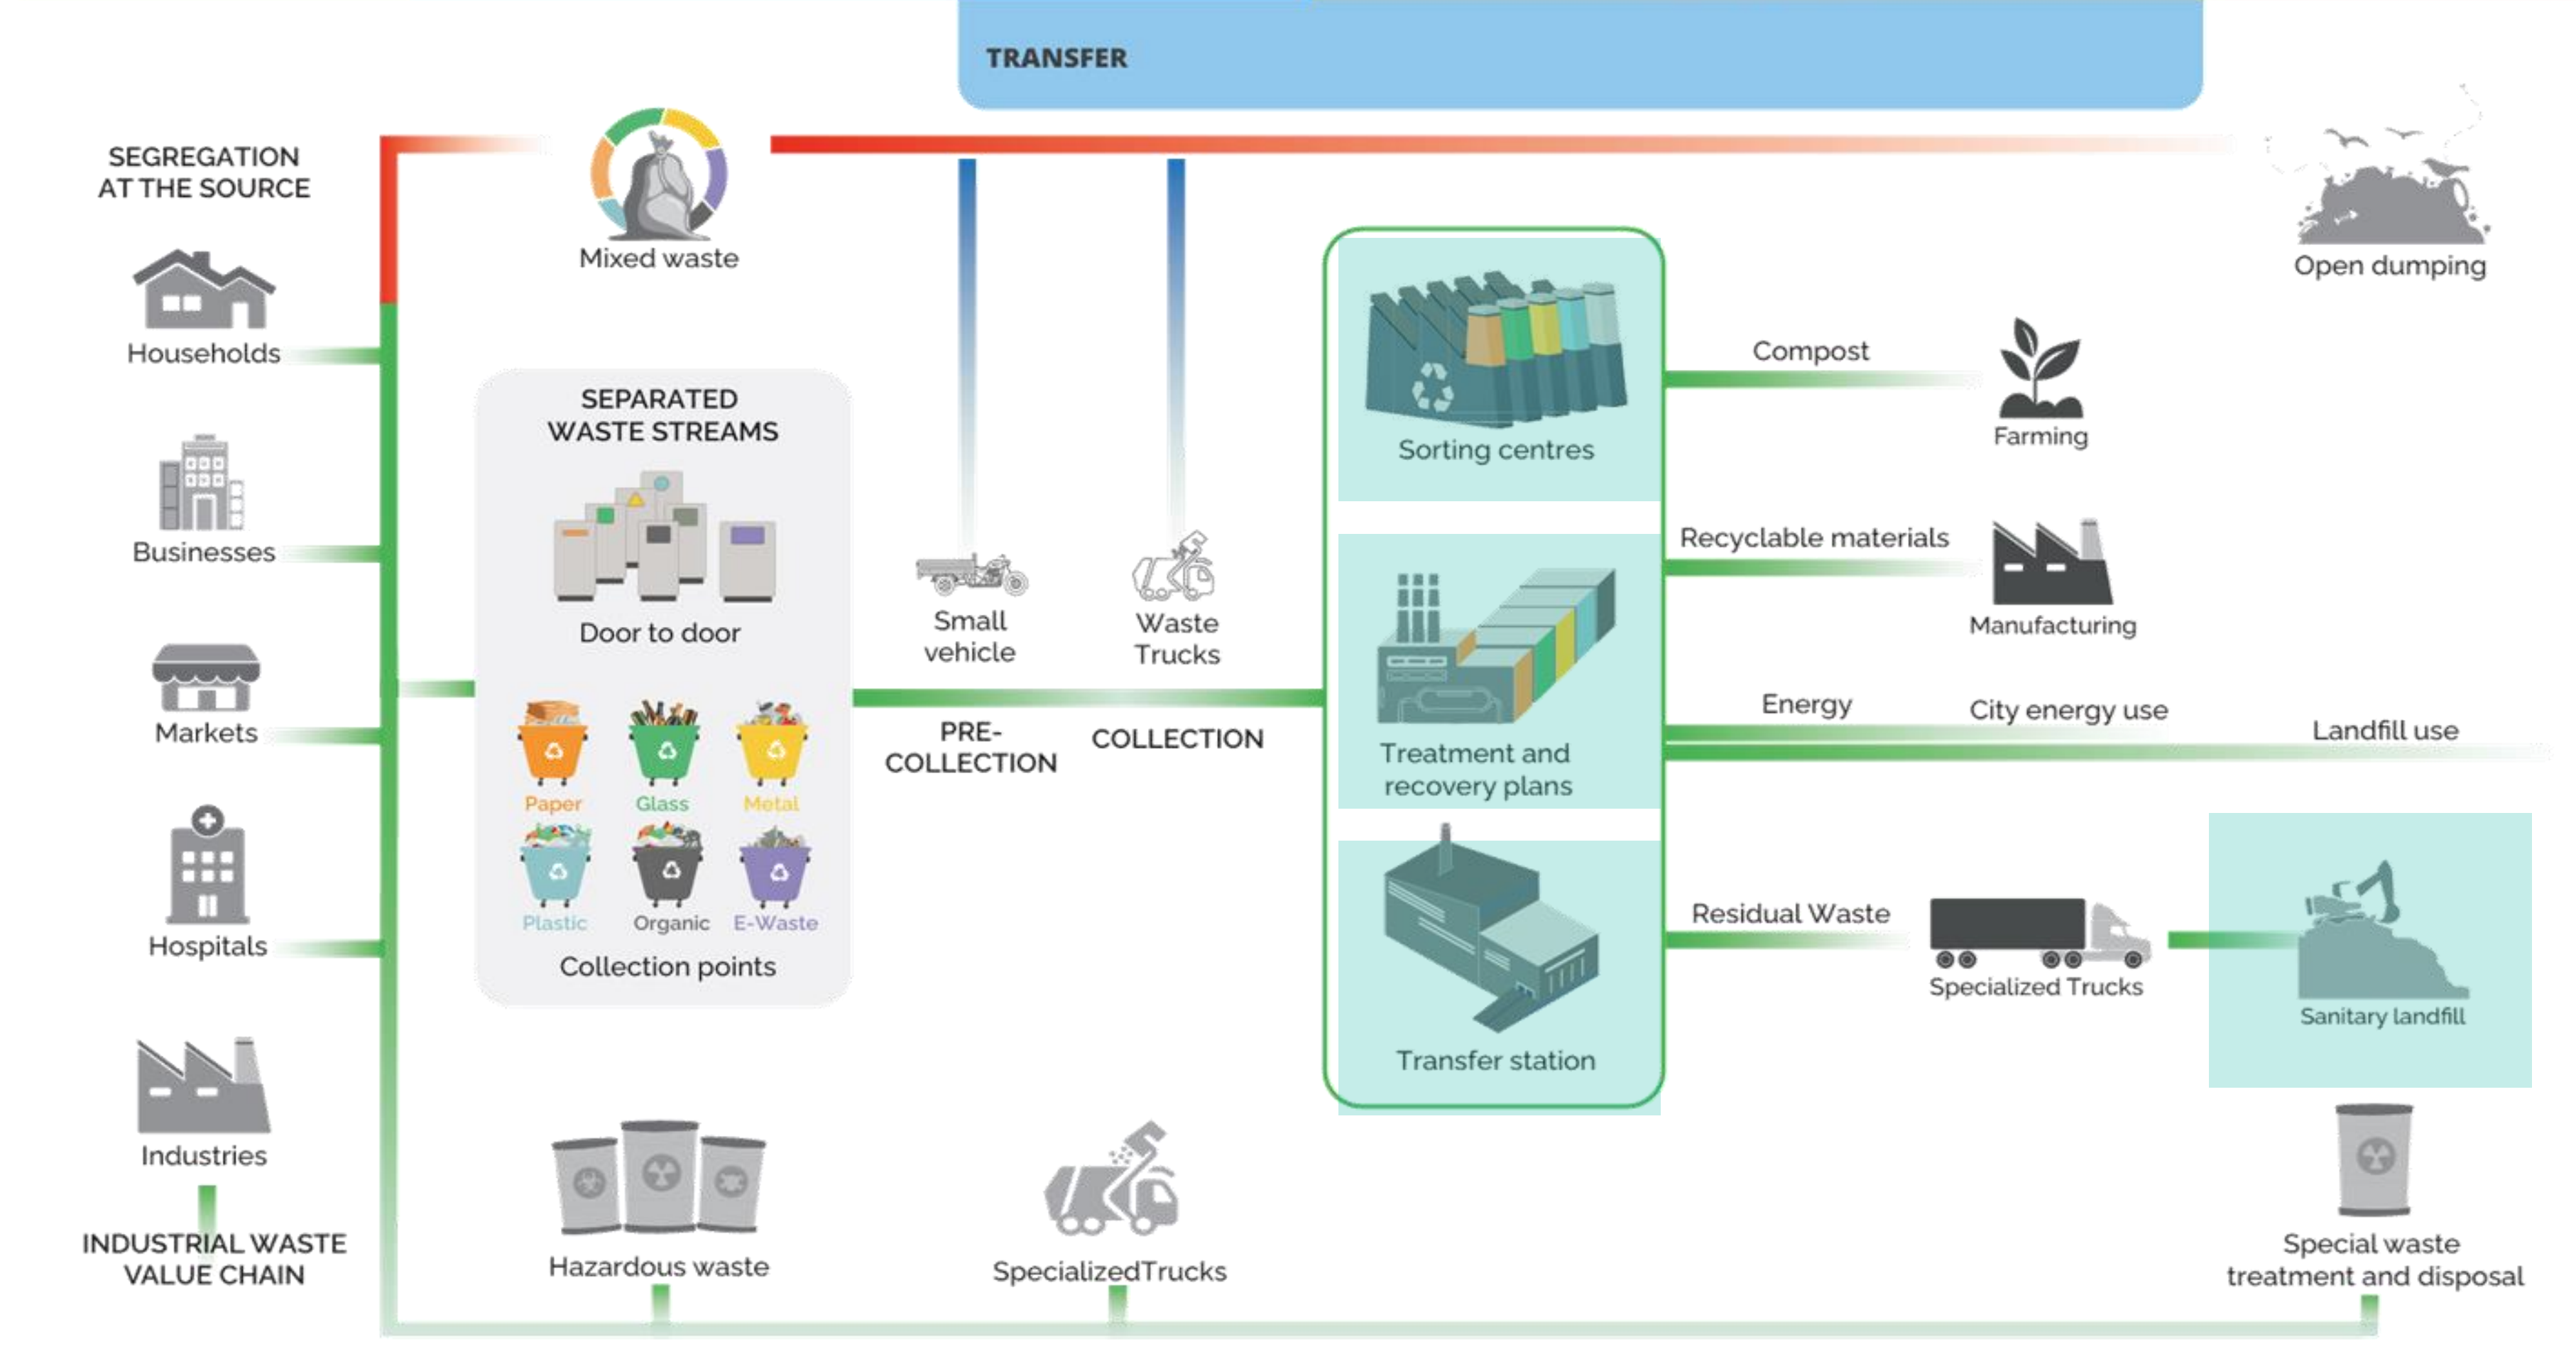 TRANSFER
SEGREGATION
AT THE SOURCE
Mixed waste
Open dumping
Households
Businesses
Markets
Hospitals
Industries
INDUSTRIAL WASTE
VALUE CHAIN
SEPARATED
WASTE STREAMS
Door to door
Paper
Glass
Metal
Plastic
Organic
E-Waste
Collection points
Small
vehicle
Waste
Trucks
PRE-
COLLECTION
COLLECTION
Sorting centres
Treatment and
recovery plans
Transfer station
Compost
Farming
Recyclable materials
Manufacturing
Energy
City energy use
Landfill use
Residual Waste
Specialized Trucks
Sanitary landfill
Hazardous waste
SpecializedTrucks
Special waste
treatment and disposal